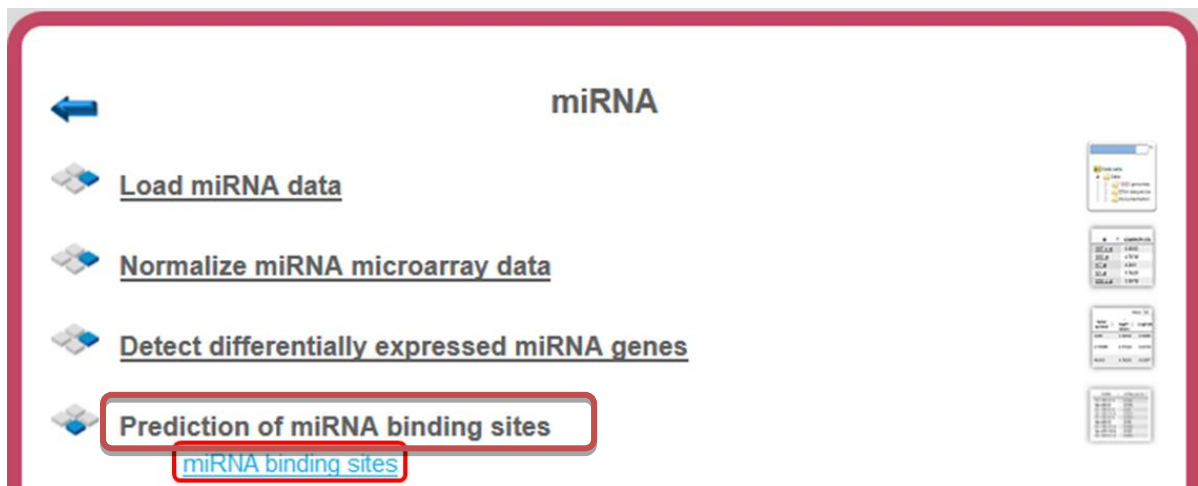 miRNA
Load miRNA data
Normalize miRNA microarray data
Detect differentially expressed miRNA genes
Prediction of miRNA binding sites
miRNA binding sites